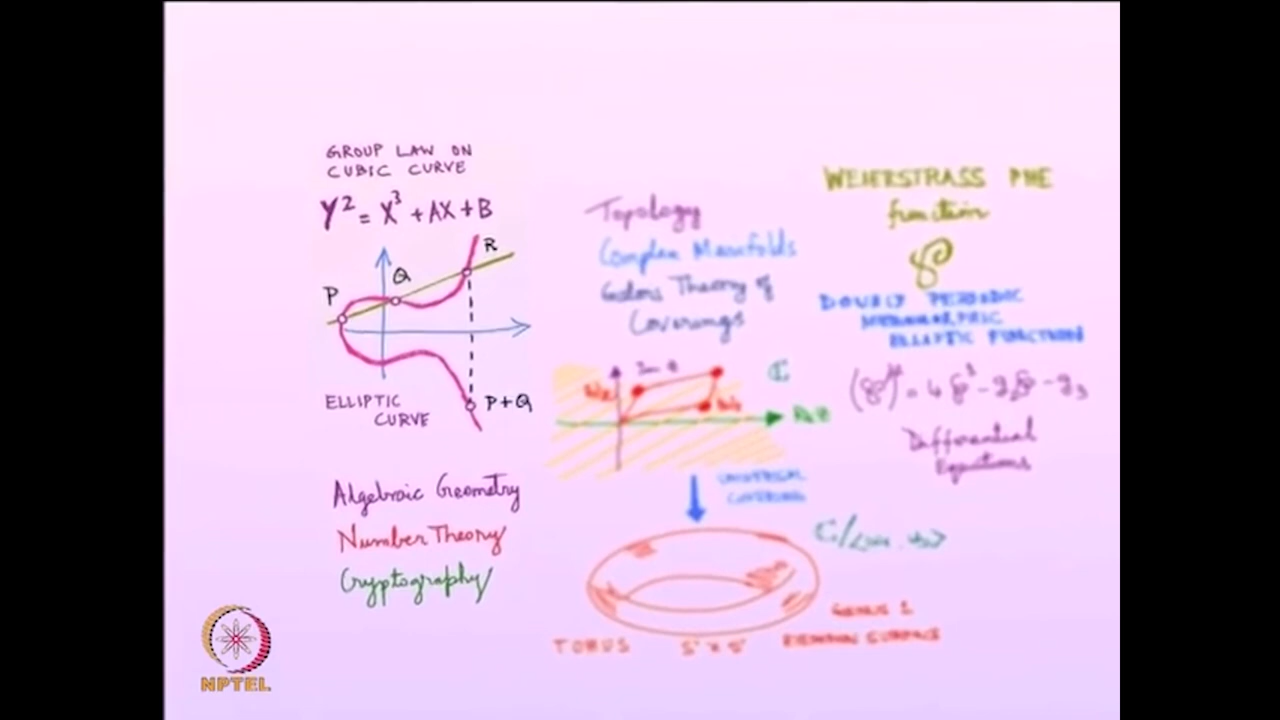 GROUP LAW ON
CUBIC CURVE
Y² = X³ + AX + B
R
Q
P
P+Q
ELLIPTIC
CURVE
Algebraic Geometry
Number Theory
Cryptography
Topology
Complex Manifolds
Galois Theory of
Coverings
ℂ
UNIVERSAL
COVERING
TORUS
GENUS 1
RIEMANN SURFACE
WEIERSTRASS PHE
function
℘
DOUBLY PERIODIC
MEROMORPHIC
ELLIPTIC FUNCTION
Differential
Equations
NPTEL